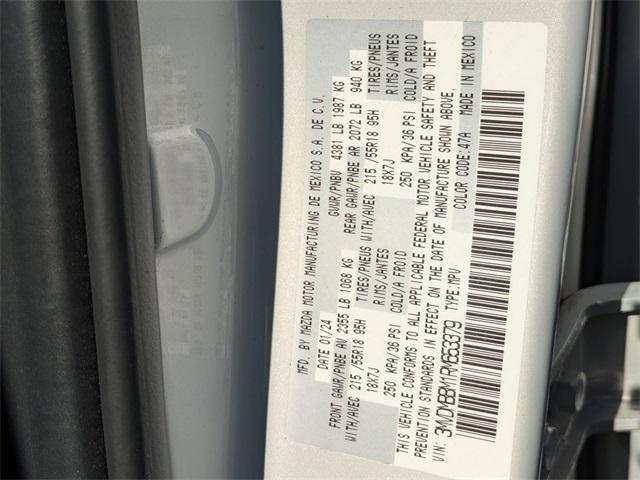 MFD. BY MAZDA MOTOR MANUFACTURING DE MEXICO S.A. DE C.V.
DATE 01/24 GVWR/PNBV 4381 LB 1987 KG
FRONT GAWR/PNBE AV 2355 LB 1068 KG REAR GAWR/PNBE AR 2072 LB 940 KG
WITH/AVEC 215 /55R18 95H TIRES/PNEUS WITH/AVEC 215 /55R18 95H TIRES/PNEUS
18X7J RIMS/JANTES 18X7J RIMS/JANTES
250 KPA/36 PSI COLD/A FROID 250 KPA/36 PSI COLD/A FROID
THIS VEHICLE CONFORMS TO ALL APPLICABLE FEDERAL MOTOR VEHICLE SAFETY AND THEFT
PREVENTION STANDARDS IN EFFECT ON THE DATE OF MANUFACTURE SHOWN ABOVE.
VIN: 3MVDMBBM1RM663379 TYPE: MPV COLOR CODE: 47A MADE IN MEXICO